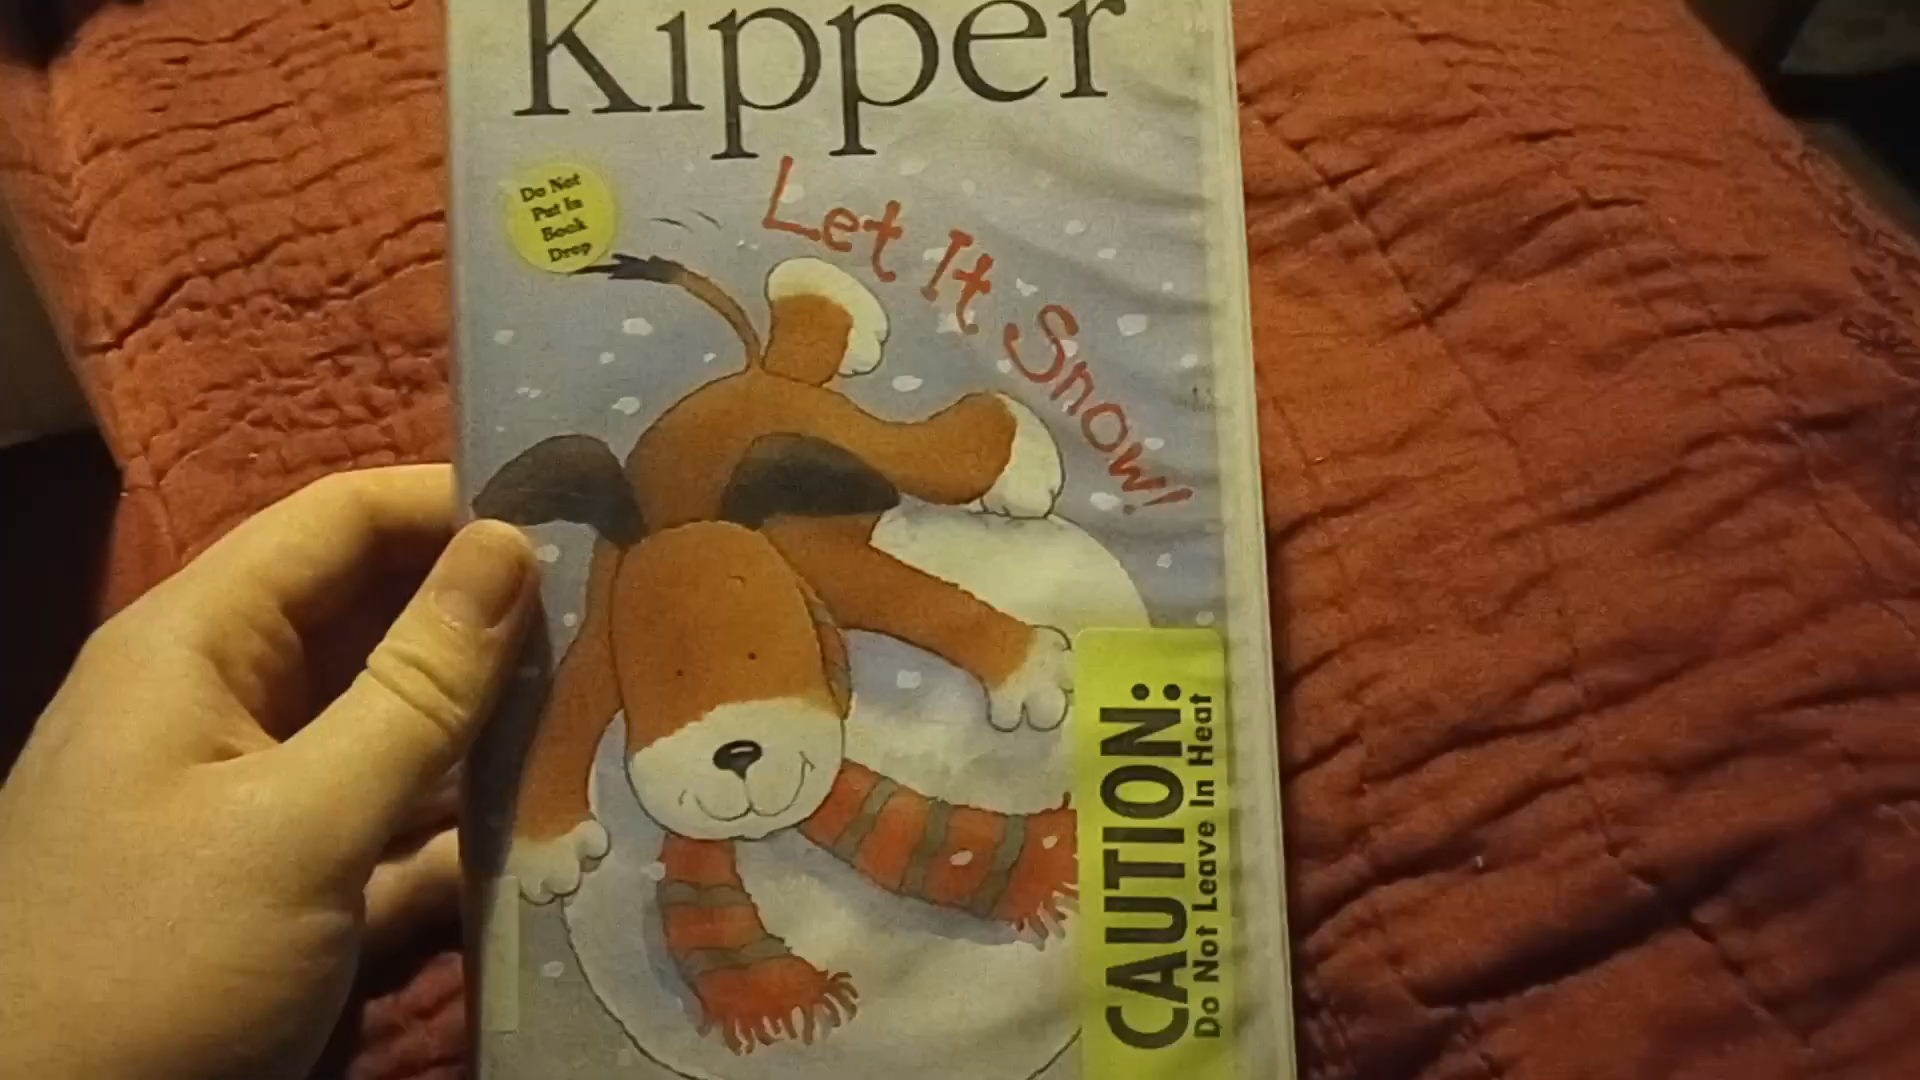 Kipper
Let It Snow!
Do Not
Put In
Book
Drop
CAUTION:
Do Not Leave In Heat